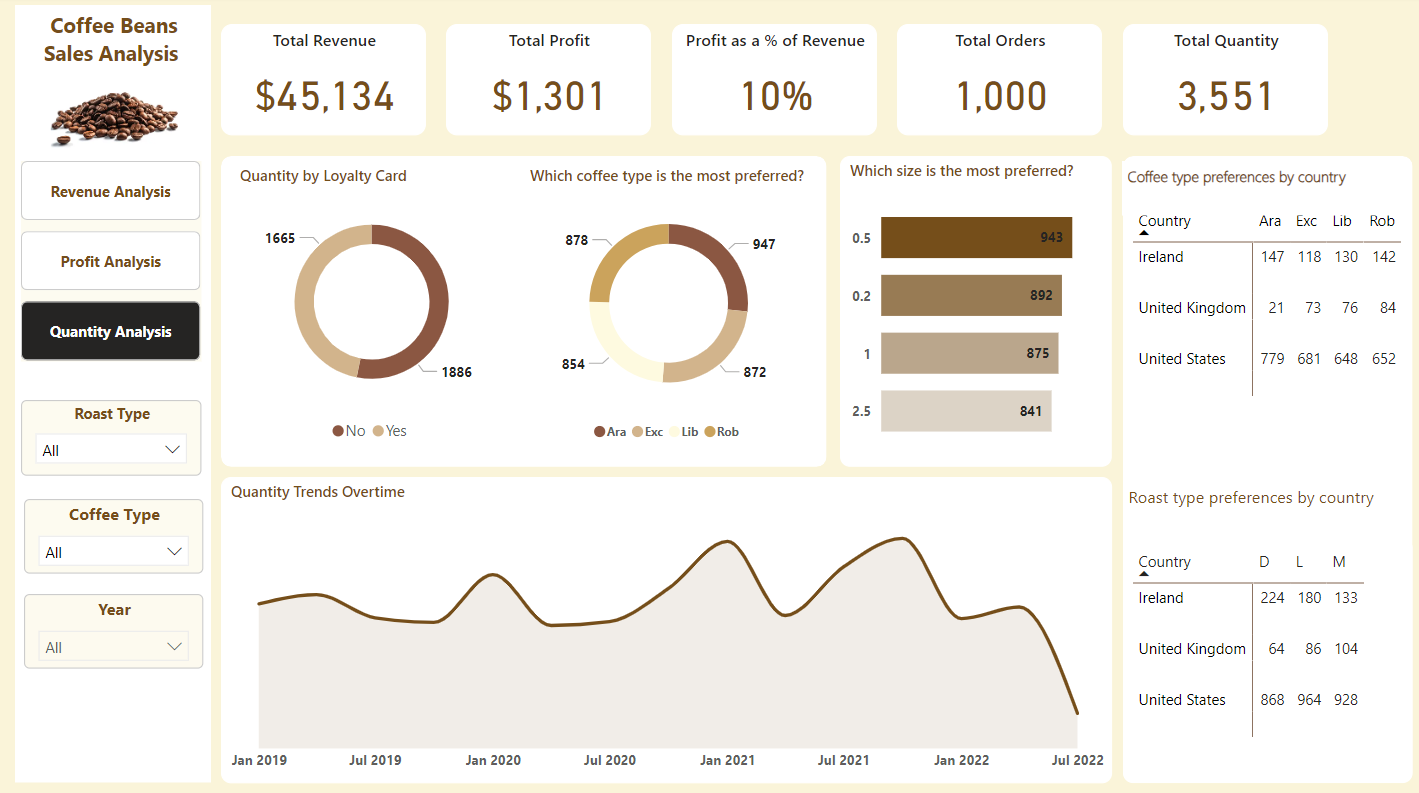 Coffee Beans
Sales Analysis
Revenue Analysis
Profit Analysis
Quantity Analysis
Roast Type
All
Coffee Type
All
Year
All
Total Revenue
$45,134
Total Profit
$1,301
Profit as a % of Revenue
10%
Total Orders
1,000
Total Quantity
3,551
Quantity by Loyalty Card
1665
1886
No Yes
Which coffee type is the most preferred?
878
947
854
872
Ara Exc Lib Rob
Which size is the most preferred?
0.5 943
0.2 892
1 875
2.5 841
Coffee type preferences by country
Country Ara Exc Lib Rob
Ireland 147 118 130 142
United Kingdom 21 73 76 84
United States 779 681 648 652
Quantity Trends Overtime
Jan 2019 Jul 2019 Jan 2020 Jul 2020 Jan 2021 Jul 2021 Jan 2022 Jul 2022
Roast type preferences by country
Country D L M
Ireland 224 180 133
United Kingdom 64 86 104
United States 868 964 928